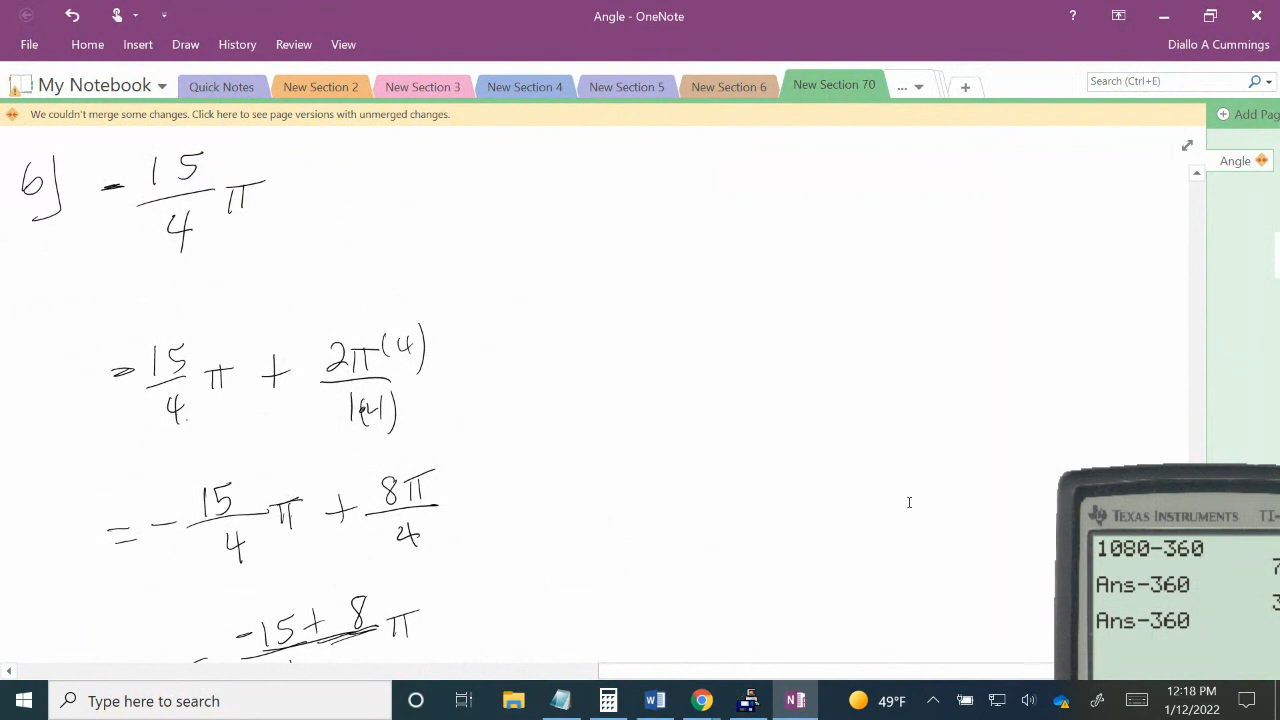 Angle - OneNote
?
File Home Insert Draw History Review View
Diallo A Cummings
My Notebook
Quick Notes New Section 2 New Section 3 New Section 4 New Section 5 New Section 6 New Section 70 ...
+
Search (Ctrl+E)
We couldn't merge some changes. Click here to see page versions with unmerged changes.
Add Pag
Angle
6) - 15/4 π
- 15/4 π + 2π(4)/1(4)
= - 15/4 π + 8π/4
-15 + 8 π
TEXAS INSTRUMENTS TI-
1080-360
7
Ans-360
3
Ans-360
Type here to search
49°F
12:18 PM
1/12/2022